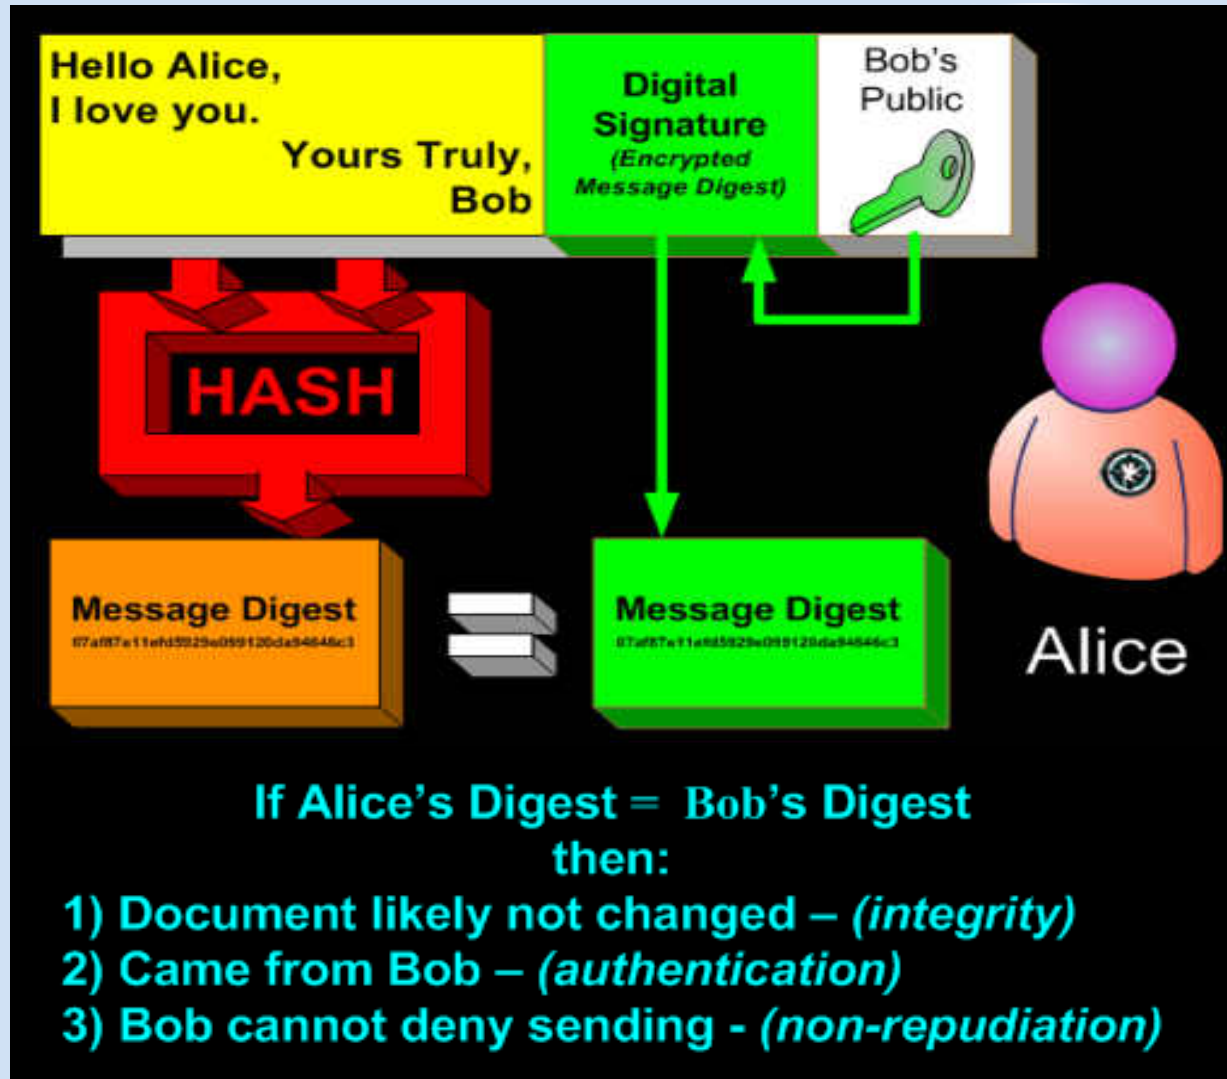 Hello Alice,
I love you.
Yours Truly,
Bob
Digital
Signature
(Encrypted
Message Digest)
Bob's
Public
HASH
Message Digest
Message Digest
Alice
If Alice's Digest = Bob's Digest
then:
1) Document likely not changed – (integrity)
2) Came from Bob – (authentication)
3) Bob cannot deny sending - (non-repudiation)